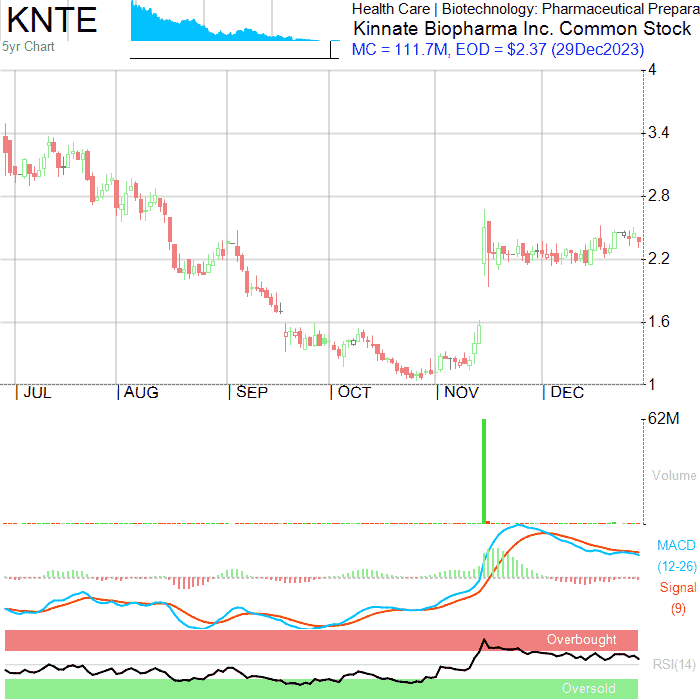 KNTE
5yr Chart
Health Care | Biotechnology: Pharmaceutical Prepara
Kinnate Biopharma Inc. Common Stock
MC = 111.7M, EOD = $2.37 (29Dec2023)
4
3.4
2.8
2.2
1.6
1
JUL AUG SEP OCT NOV DEC
62M
Volume
MACD
(12-26)
Signal
(9)
Overbought
RSI(14)
Oversold